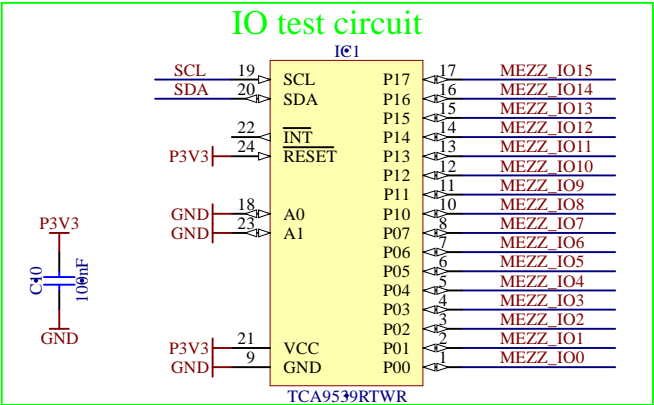 IO test circuit
IC1
SCL 19 SCL P17 17 MEZZ_IO15
SDA 20 SDA P16 16 MEZZ_IO14
P15 15 MEZZ_IO13
22 INT P14 14 MEZZ_IO12
P3V3 24 RESET P13 13 MEZZ_IO11
P12 12 MEZZ_IO10
P11 11 MEZZ_IO9
GND 18 A0 P10 10 MEZZ_IO8
GND 23 A1 P07 8 MEZZ_IO7
P06 7 MEZZ_IO6
P05 6 MEZZ_IO5
P04 5 MEZZ_IO4
P03 4 MEZZ_IO3
P02 3 MEZZ_IO2
P3V3 21 VCC P01 2 MEZZ_IO1
GND 9 GND P00 1 MEZZ_IO0
TCA9539RTWR
P3V3
C10
100nF
GND